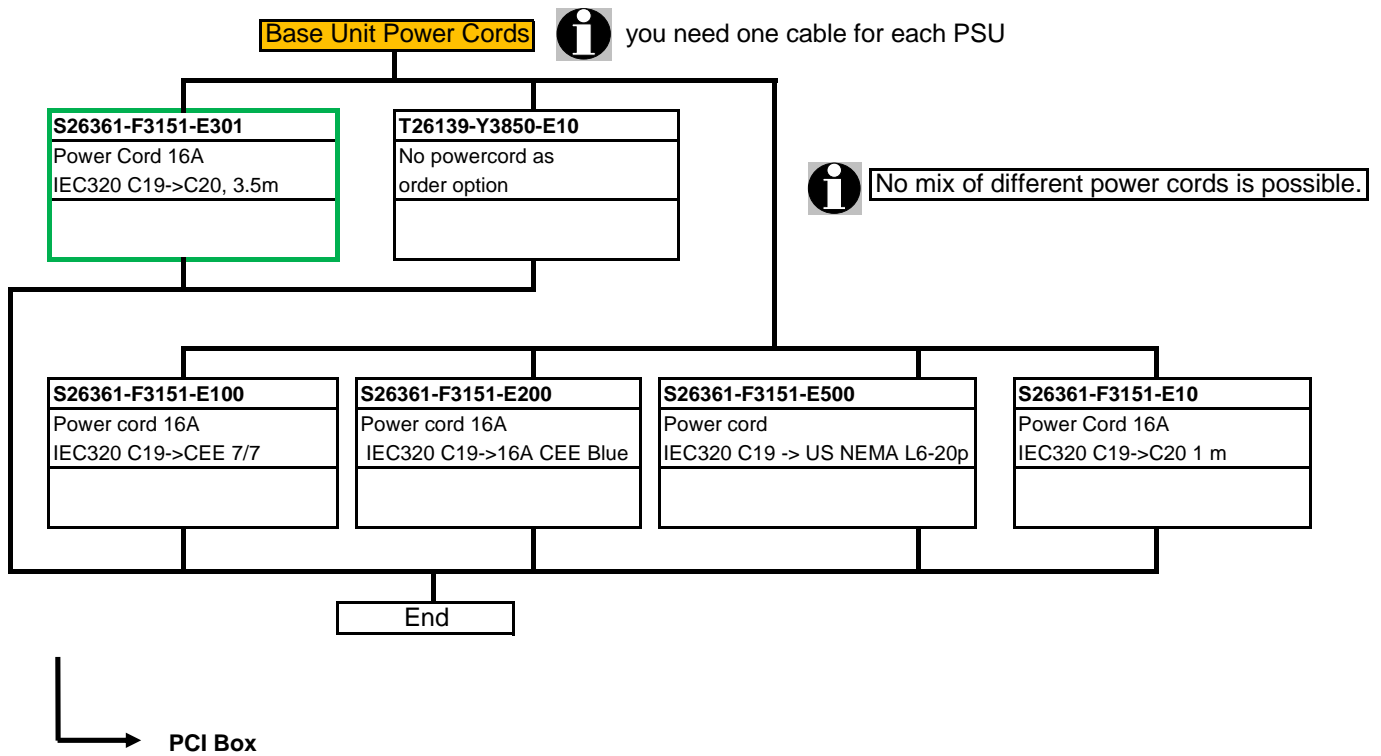 Base Unit Power Cords
you need one cable for each PSU
S26361-F3151-E301
Power Cord 16A
IEC320 C19->C20, 3.5m
T26139-Y3850-E10
No powercord as
order option
No mix of different power cords is possible.
S26361-F3151-E100
Power cord 16A
IEC320 C19->CEE 7/7
S26361-F3151-E200
Power cord 16A
IEC320 C19->16A CEE Blue
S26361-F3151-E500
Power cord
IEC320 C19 -> US NEMA L6-20p
S26361-F3151-E10
Power Cord 16A
IEC320 C19->C20 1 m
End
PCI Box